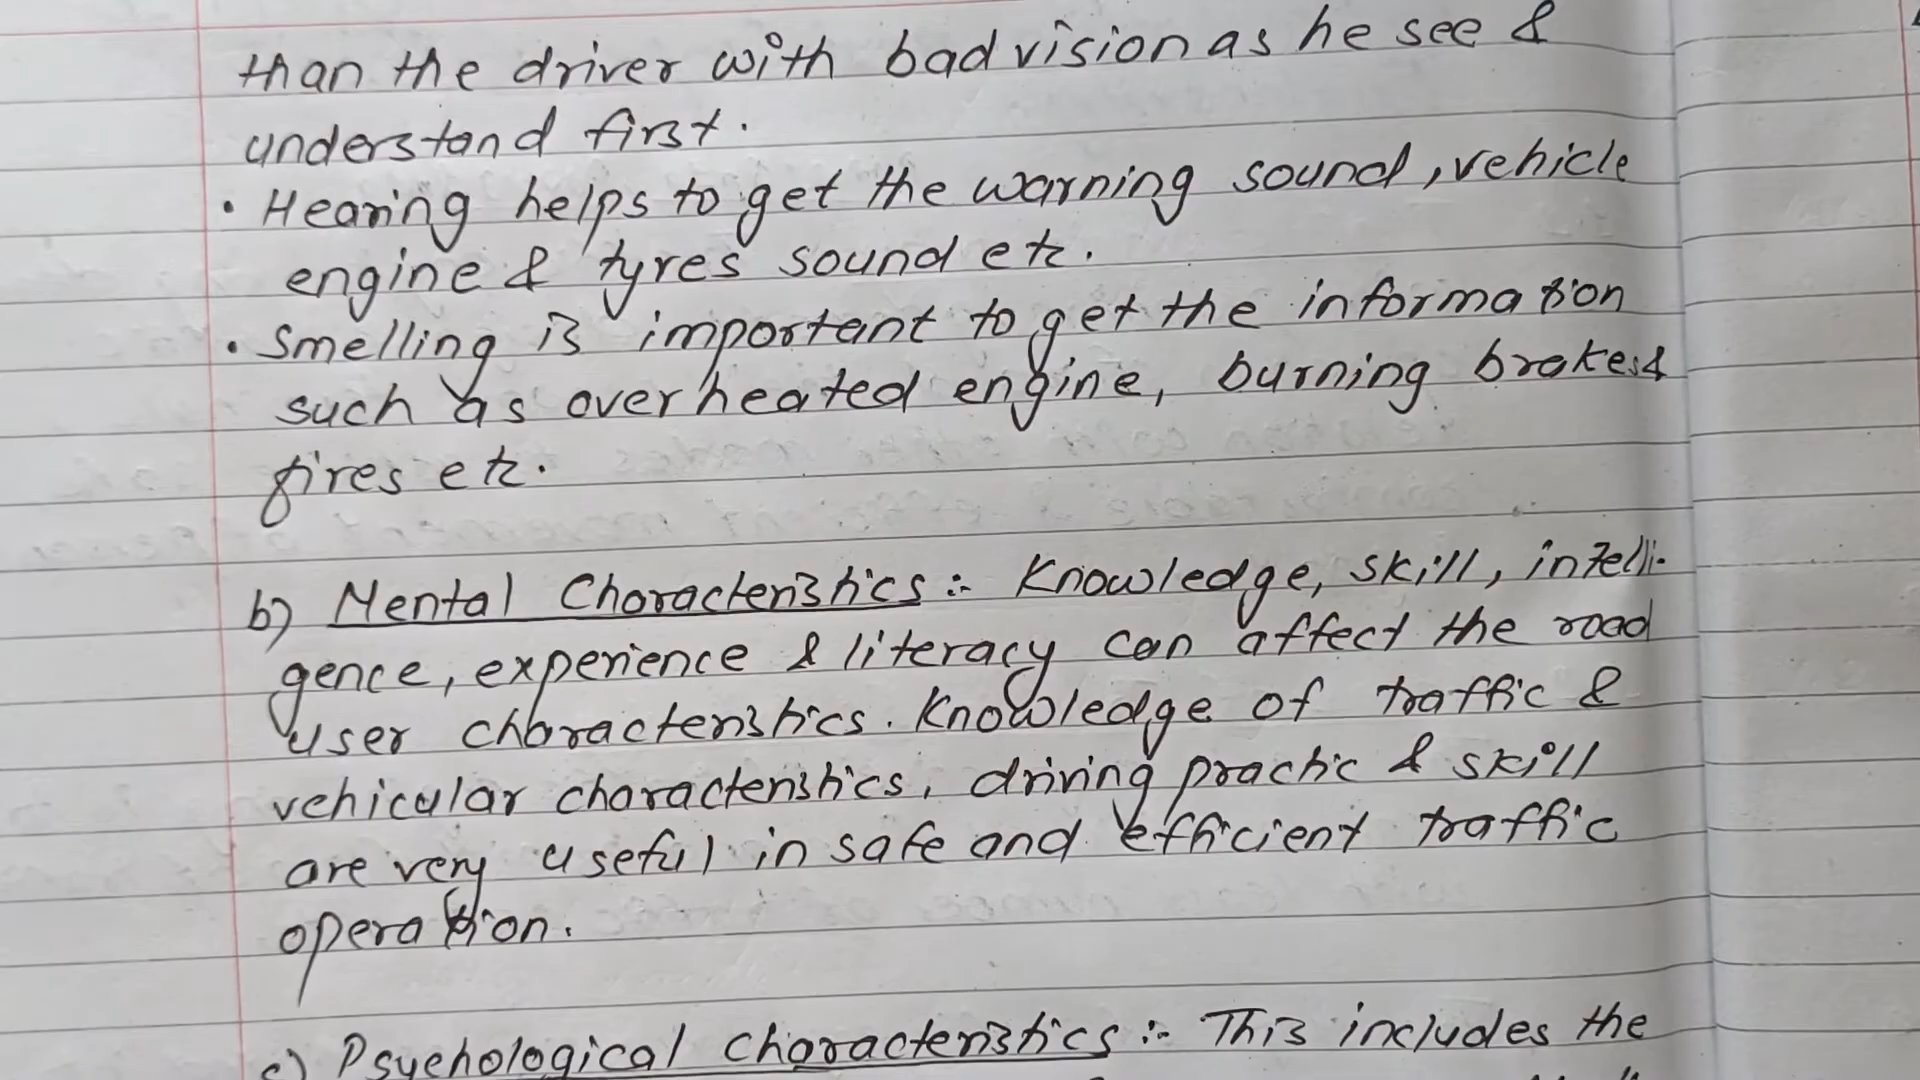 than the driver with bad vision as he see &
understand first.
• Hearing helps to get the warning sound, vehicle
engine & tyres sound etc.
• Smelling is important to get the information
such as overheated engine, burning brakes &
fires etc.
b) Mental Characteristics :- Knowledge, skill, intelli-
gence, experience & literacy can affect the road
user characteristics. Knowledge of traffic &
vehicular characteristics, driving practic & skill
are very useful in safe and efficient traffic
operation.
c) Psychological characteristics :- This includes the